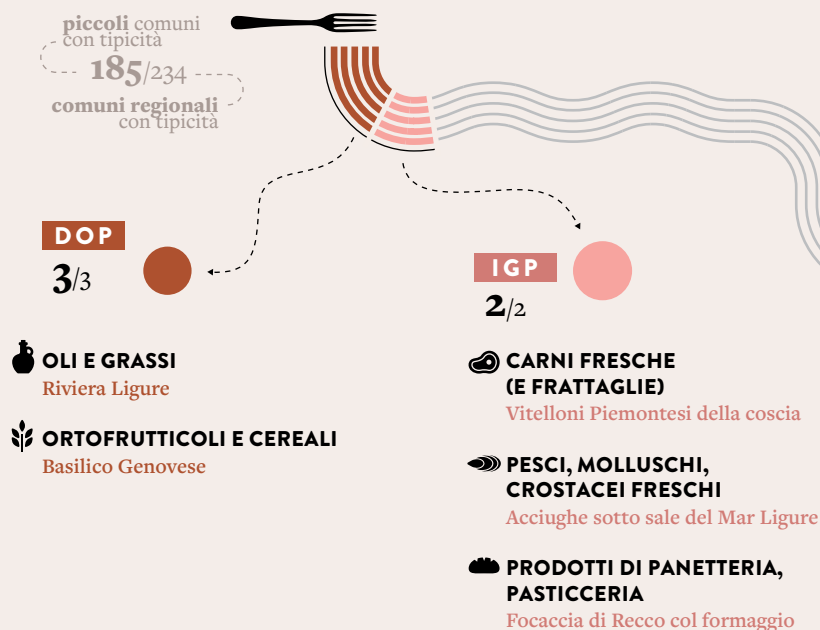 piccoli comuni
con tipicità
185/234
comuni regionali
con tipicità
DOP
3/3
OLI E GRASSI
Riviera Ligure
ORTOFRUTTICOLI E CEREALI
Basilico Genovese
IGP
2/2
CARNI FRESCHE
(E FRATTAGLIE)
Vitelloni Piemontesi della coscia
PESCI, MOLLUSCHI,
CROSTACEI FRESCHI
Acciughe sotto sale del Mar Ligure
PRODOTTI DI PANETTERIA,
PASTICCERIA
Focaccia di Recco col formaggio